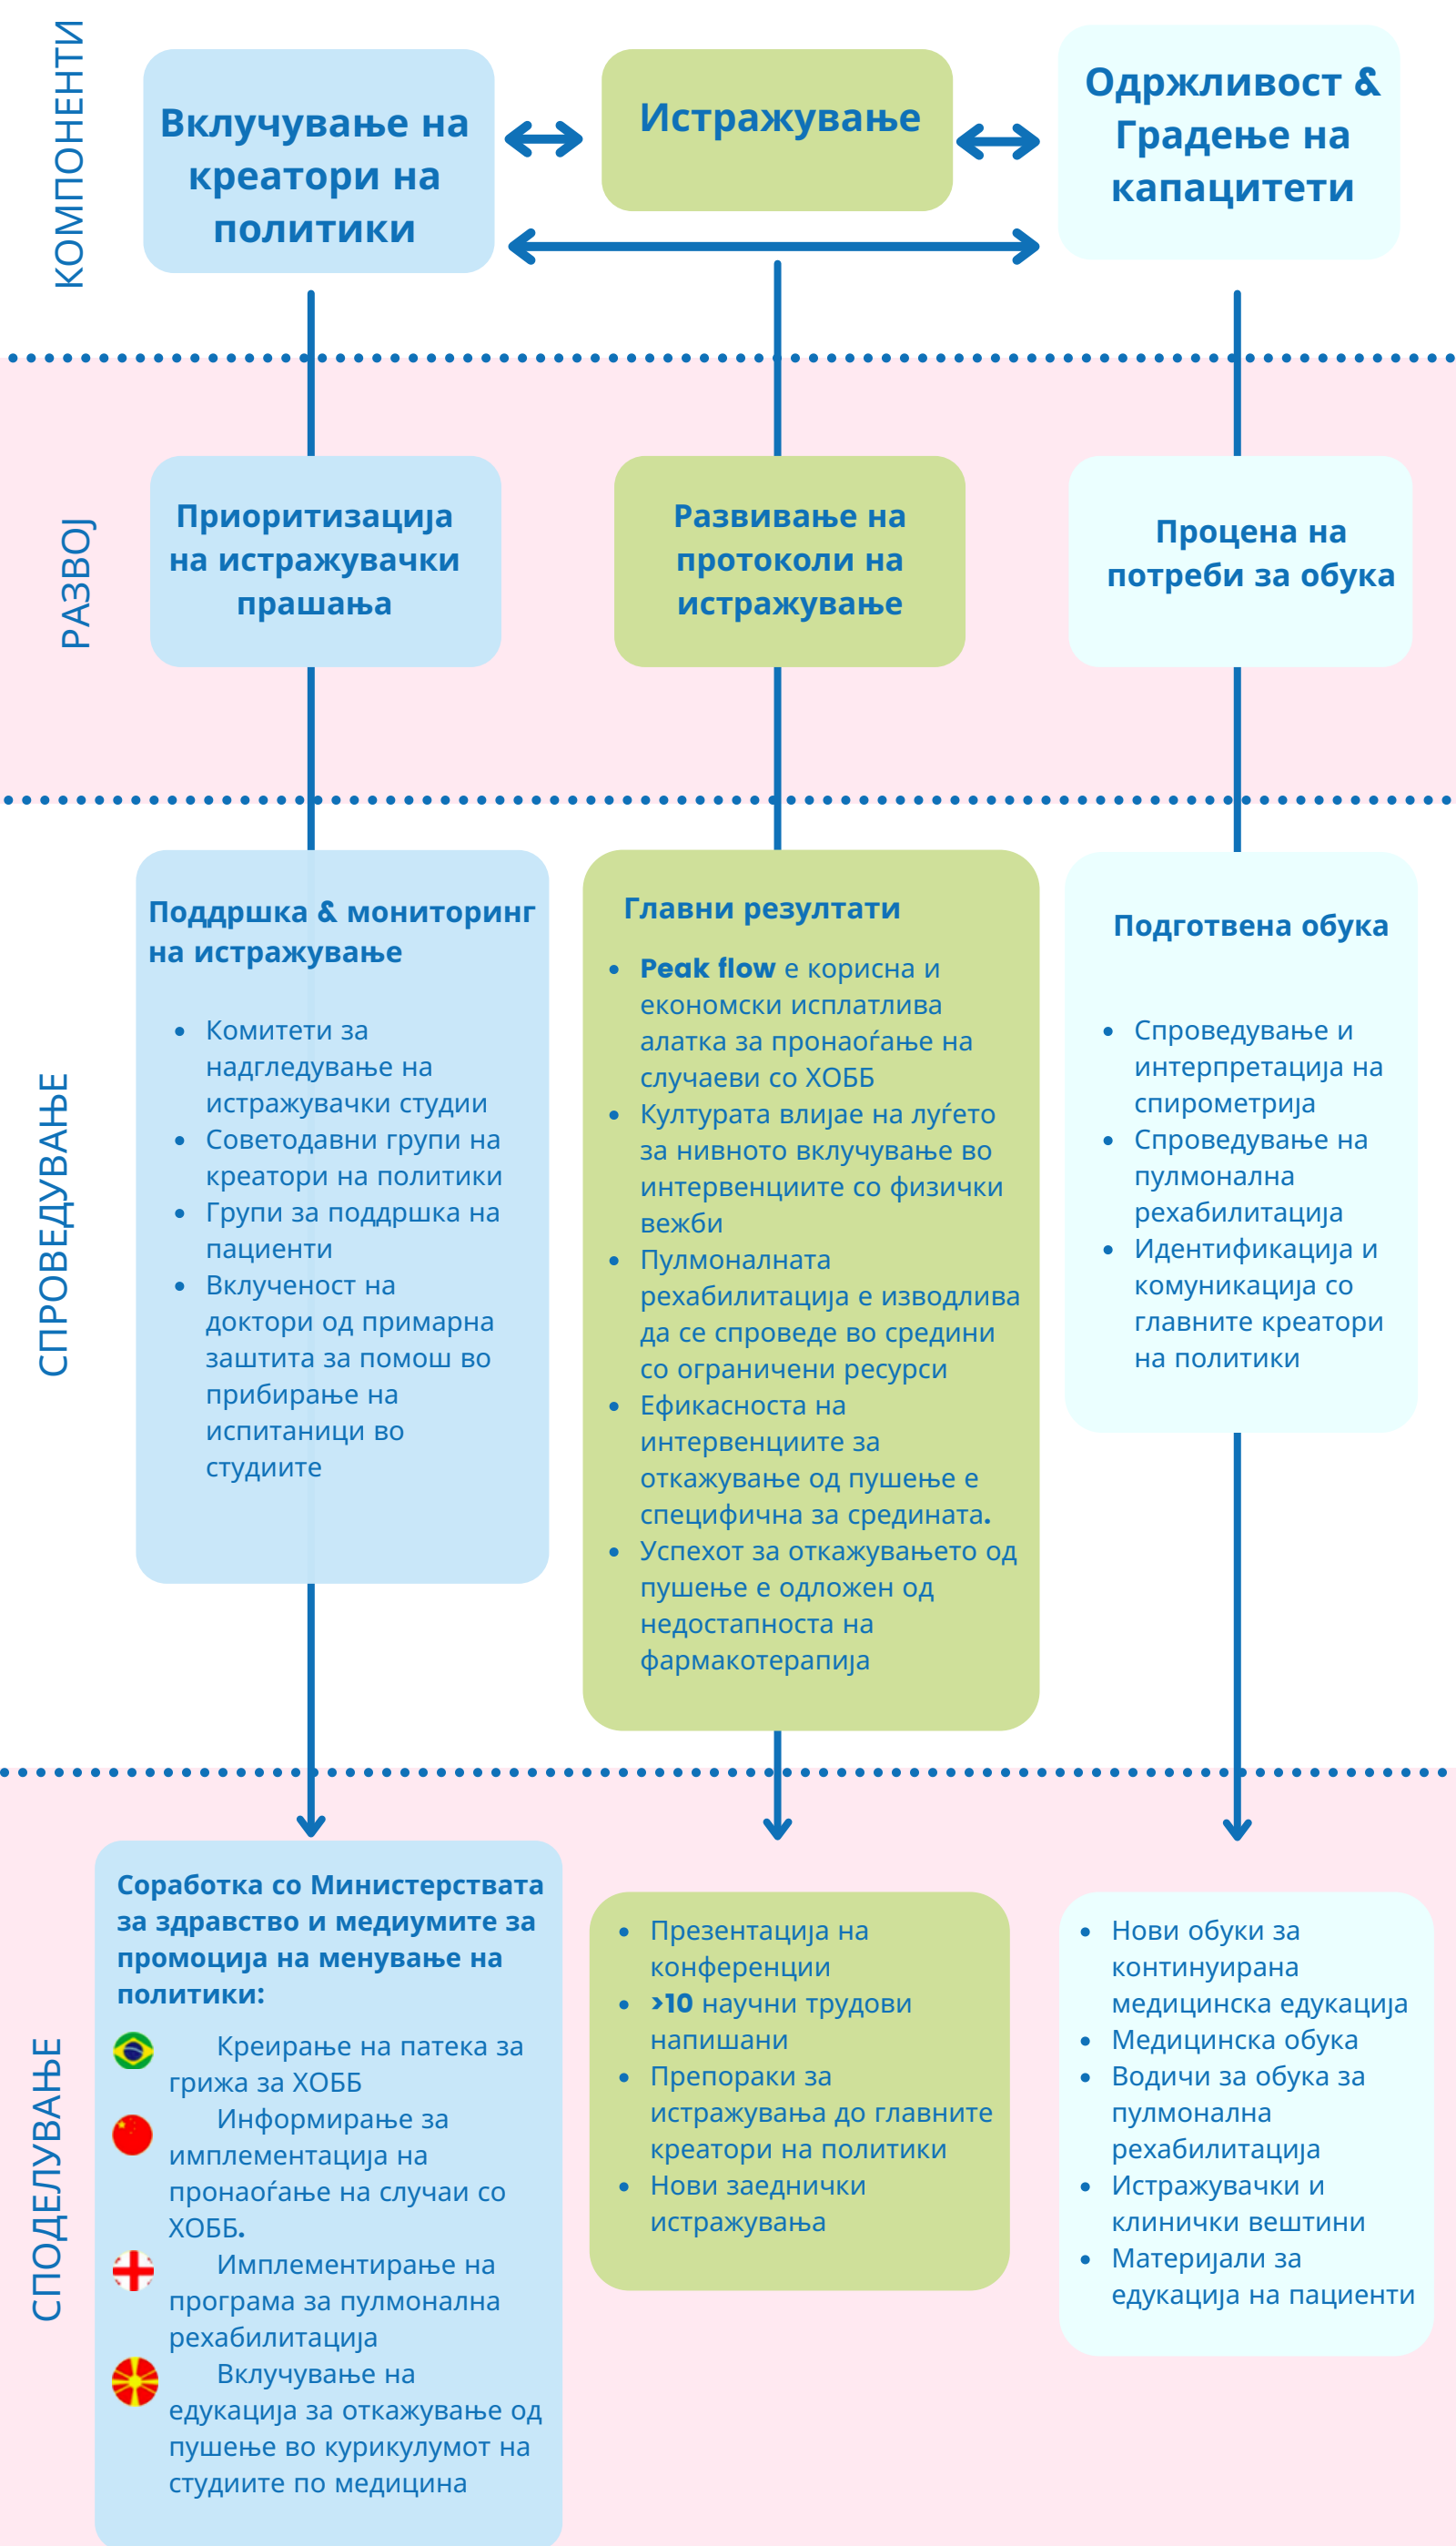 КОМПОНЕНТИ
Вклучување на
креатори на
политики
Истражување
Одржливост &
Градење на
капацитети
РАЗВОЈ
Приоритизација
на истражувачки
прашања
Развивање на
протоколи на
истражување
Процена на
потреби за обука
СПРОВЕДУВАЊЕ
Поддршка & мониторинг
на истражување
• Комитети за
надгледување на
истражувачки студии
• Советодавни групи на
креатори на политики
• Групи за поддршка на
пациенти
• Вклученост на
доктори од примарна
заштита за помош во
прибирање на
испитаници во
студиите
Главни резултати
• Peak flow е корисна и
економски исплатлива
алатка за пронаоѓање на
случаеви со ХОББ
• Културата влијае на луѓето
за нивното вклучување во
интервенциите со физички
вежби
• Пулмоналната
рехабилитација е изводлива
да се спроведе во средини
со ограничени ресурси
• Ефикасноста на
интервенциите за
откажување од пушење е
специфична за средината.
• Успехот за откажувањето од
пушење е одложен од
недостапноста на
фармакотерапија
Подготвена обука
• Спроведување и
интерпретација на
спирометрија
• Спроведување на
пулмонална
рехабилитација
• Идентификација и
комуникација со
главните креатори
на политики
СПОДЕЛУВАЊЕ
Соработка со Министерствата
за здравство и медиумите за
промоција на менување на
политики:
Креирање на патека за
грижа за ХОББ
Информирање за
имплементација на
пронаоѓање на случаи со
ХОББ.
Имплементирање на
програма за пулмонална
рехабилитација
Вклучување на
едукација за откажување од
пушење во курикулумот на
студиите по медицина
• Презентација на
конференции
• >10 научни трудови
напишани
• Препораки за
истражувања до главните
креатори на политики
• Нови заеднички
истражувања
• Нови обуки за
континуирана
медицинска едукација
• Медицинска обука
• Водичи за обука за
пулмонална
рехабилитација
• Истражувачки и
клинички вештини
• Материјали за
едукација на пациенти